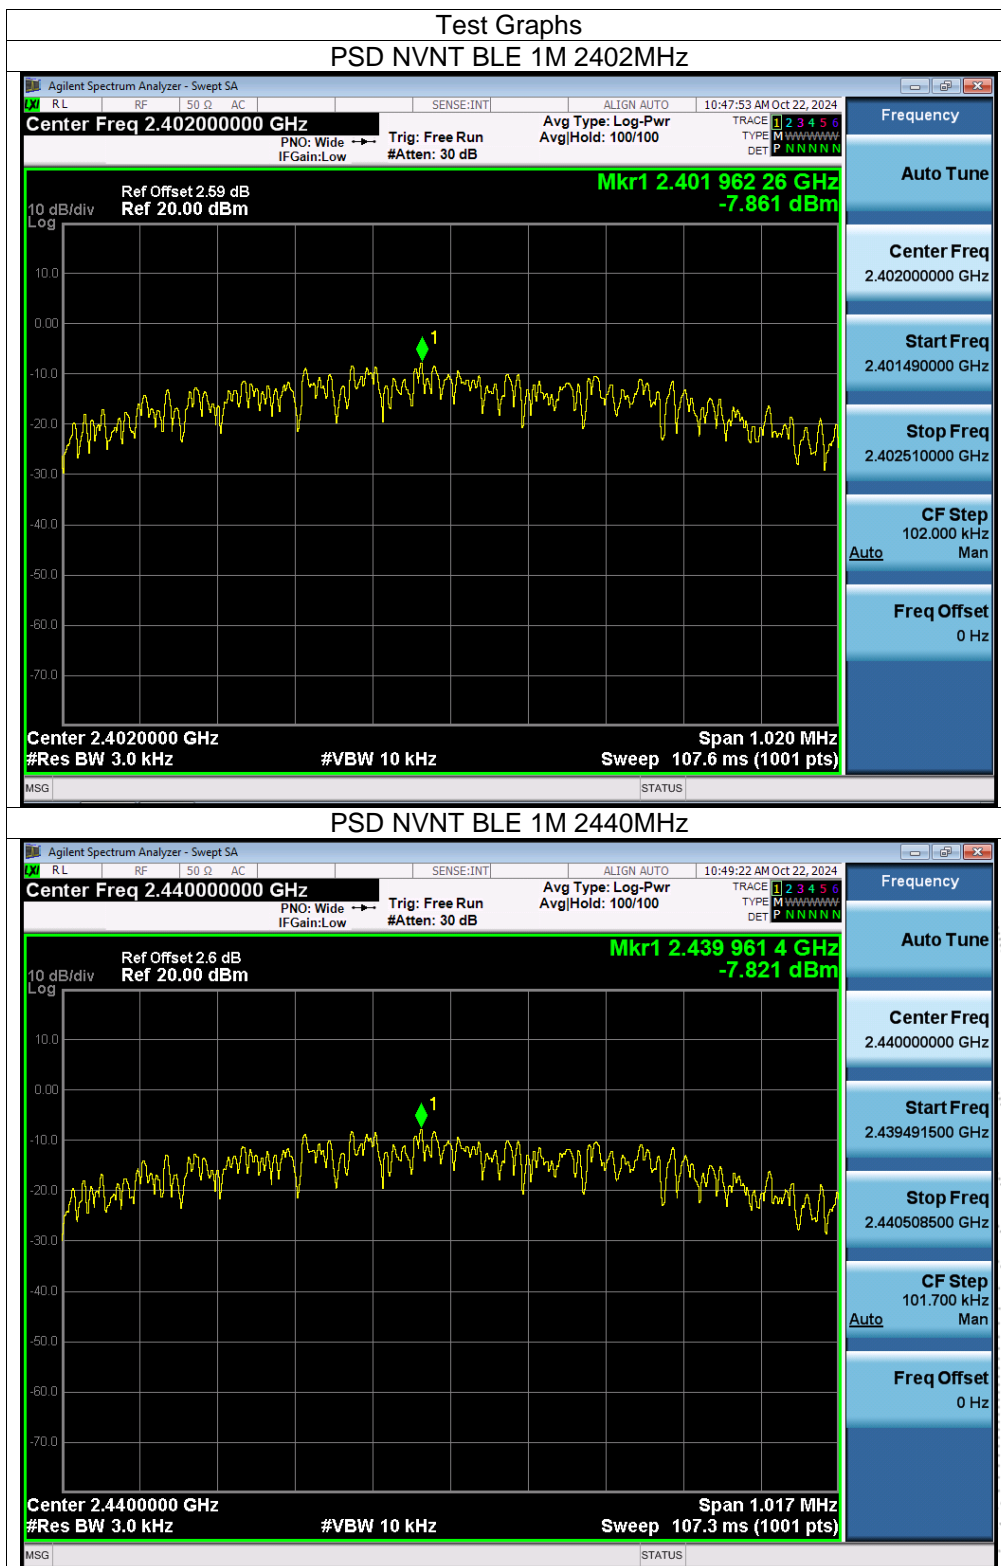 Test Graphs
PSD NVNT BLE 1M 2402MHz
Agilent Spectrum Analyzer - Swept SA
LXI RL RF 50 Ω AC SENSE:INT ALIGN AUTO 10:47:53 AM Oct 22, 2024
Center Freq 2.402000000 GHz
PNO: Wide
IFGain:Low
Trig: Free Run
#Atten: 30 dB
Avg Type: Log-Pwr
Avg|Hold: 100/100
TRACE 1 2 3 4 5 6
TYPE M WWWWW
DET P N N N N N
Mkr1 2.401 962 26 GHz
-7.861 dBm
Ref Offset 2.59 dB
10 dB/div Ref 20.00 dBm
Log
10.0
0.00
1
-10.0
-20.0
-30.0
-40.0
-50.0
-60.0
-70.0
Center 2.4020000 GHz Span 1.020 MHz
#Res BW 3.0 kHz #VBW 10 kHz Sweep 107.6 ms (1001 pts)
MSG STATUS
Frequency
Auto Tune
Center Freq
2.402000000 GHz
Start Freq
2.401490000 GHz
Stop Freq
2.402510000 GHz
CF Step
102.000 kHz
Auto Man
Freq Offset
0 Hz
PSD NVNT BLE 1M 2440MHz
Agilent Spectrum Analyzer - Swept SA
LXI RL RF 50 Ω AC SENSE:INT ALIGN AUTO 10:49:22 AM Oct 22, 2024
Center Freq 2.440000000 GHz
PNO: Wide
IFGain:Low
Trig: Free Run
#Atten: 30 dB
Avg Type: Log-Pwr
Avg|Hold: 100/100
TRACE 1 2 3 4 5 6
TYPE M WWWWW
DET P N N N N N
Mkr1 2.439 961 4 GHz
-7.821 dBm
Ref Offset 2.6 dB
10 dB/div Ref 20.00 dBm
Log
10.0
0.00
1
-10.0
-20.0
-30.0
-40.0
-50.0
-60.0
-70.0
Center 2.4400000 GHz Span 1.017 MHz
#Res BW 3.0 kHz #VBW 10 kHz Sweep 107.3 ms (1001 pts)
MSG STATUS
Frequency
Auto Tune
Center Freq
2.440000000 GHz
Start Freq
2.439491500 GHz
Stop Freq
2.440508500 GHz
CF Step
101.700 kHz
Auto Man
Freq Offset
0 Hz